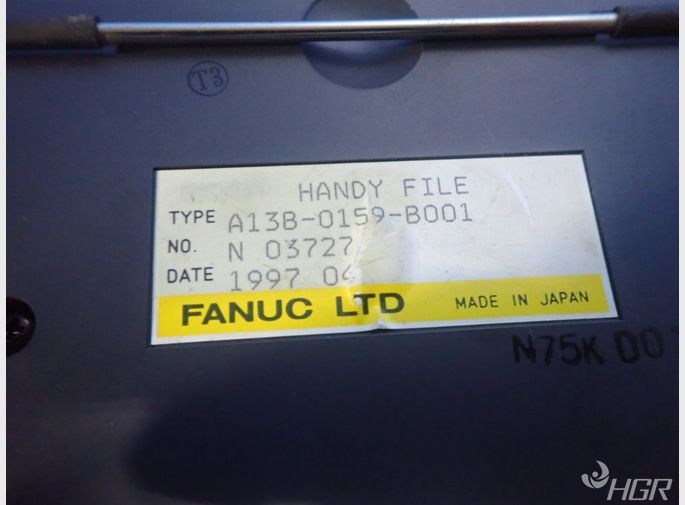 T3
HANDY FILE
TYPE A13B-0159-B001
NO. N 03727
DATE 1997 04
FANUC LTD MADE IN JAPAN
N75K
HGR